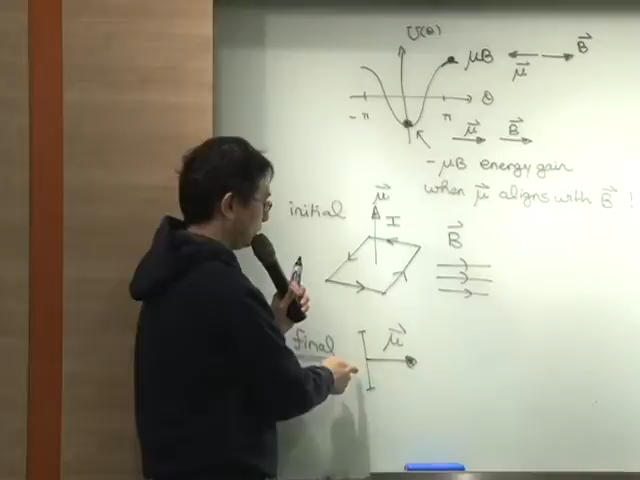 U(θ)
μB μ⃗ B⃗
θ
-π π
μ⃗ B⃗
-μB energy gain
when μ⃗ aligns with B⃗ !
initial μ⃗ I B⃗
final μ⃗